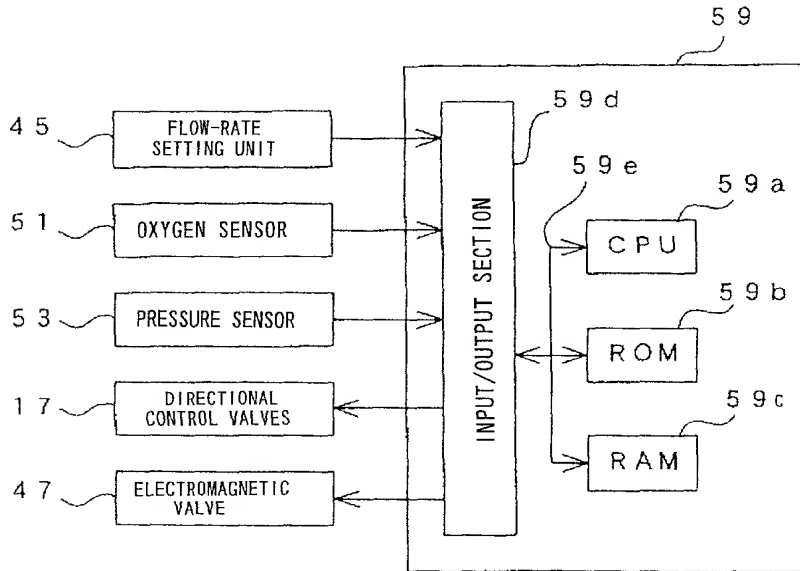 59
45
FLOW-RATE
SETTING UNIT
51
OXYGEN SENSOR
53
PRESSURE SENSOR
17
DIRECTIONAL
CONTROL VALVES
47
ELECTROMAGNETIC
VALVE
INPUT/OUTPUT SECTION
59d
59e
59a
CPU
59b
ROM
59c
RAM